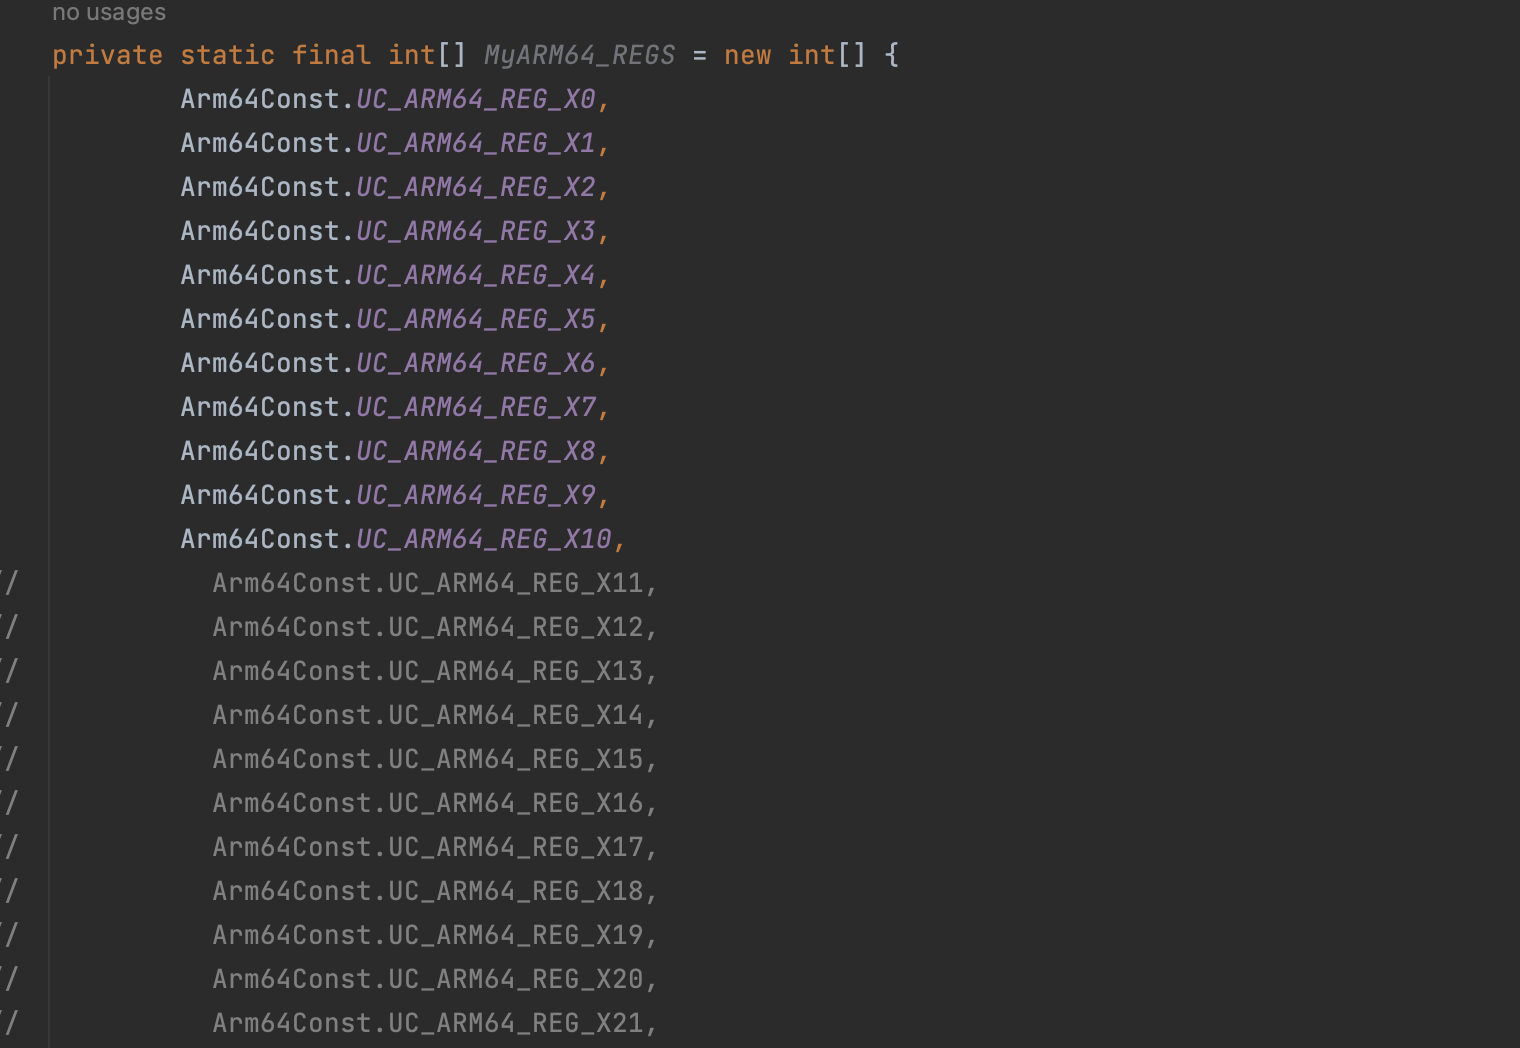 no usages
private static final int[] MyARM64_REGS = new int[] {
Arm64Const.UC_ARM64_REG_X0,
Arm64Const.UC_ARM64_REG_X1,
Arm64Const.UC_ARM64_REG_X2,
Arm64Const.UC_ARM64_REG_X3,
Arm64Const.UC_ARM64_REG_X4,
Arm64Const.UC_ARM64_REG_X5,
Arm64Const.UC_ARM64_REG_X6,
Arm64Const.UC_ARM64_REG_X7,
Arm64Const.UC_ARM64_REG_X8,
Arm64Const.UC_ARM64_REG_X9,
Arm64Const.UC_ARM64_REG_X10,
// Arm64Const.UC_ARM64_REG_X11,
// Arm64Const.UC_ARM64_REG_X12,
// Arm64Const.UC_ARM64_REG_X13,
// Arm64Const.UC_ARM64_REG_X14,
// Arm64Const.UC_ARM64_REG_X15,
// Arm64Const.UC_ARM64_REG_X16,
// Arm64Const.UC_ARM64_REG_X17,
// Arm64Const.UC_ARM64_REG_X18,
// Arm64Const.UC_ARM64_REG_X19,
// Arm64Const.UC_ARM64_REG_X20,
// Arm64Const.UC_ARM64_REG_X21,